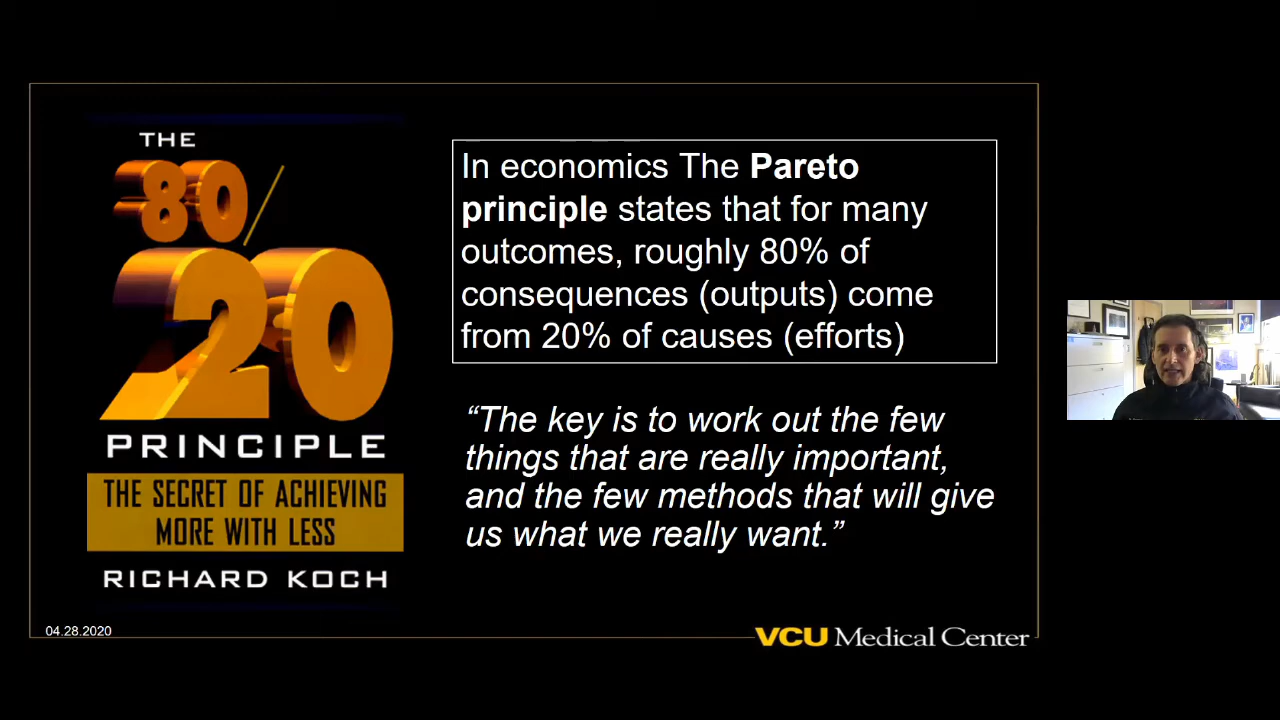 THE
80/
20
PRINCIPLE
THE SECRET OF ACHIEVING
MORE WITH LESS
RICHARD KOCH
In economics The Pareto
principle states that for many
outcomes, roughly 80% of
consequences (outputs) come
from 20% of causes (efforts)
“The key is to work out the few
things that are really important,
and the few methods that will give
us what we really want.”
04.28.2020
VCU Medical Center